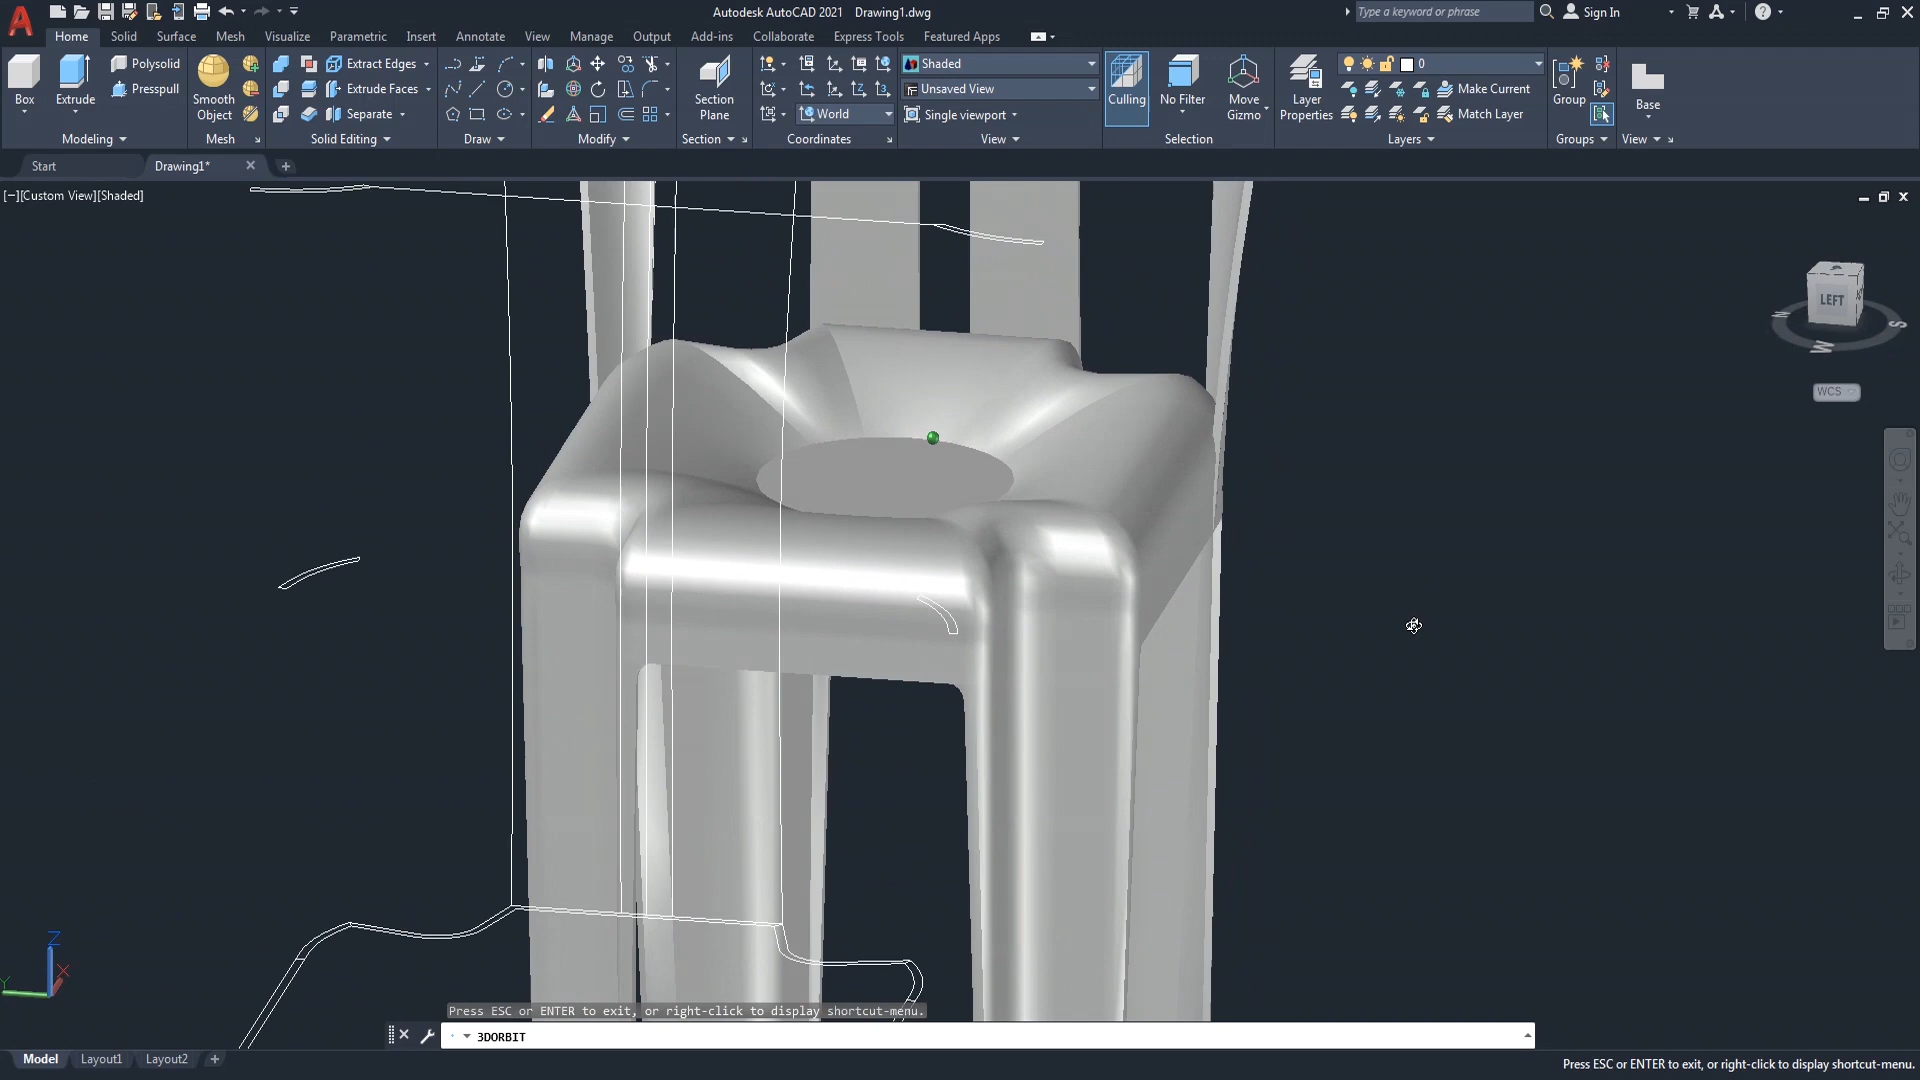 Autodesk AutoCAD 2021 Drawing1.dwg
Type a keyword or phrase
Sign In
Home Solid Surface Mesh Visualize Parametric Insert Annotate View Manage Output Add-ins Collaborate Express Tools Featured Apps
Box
Extrude
Polysolid
Presspull
Modeling
Smooth Object
Mesh
Extract Edges
Extrude Faces
Separate
Solid Editing
Draw
Modify
Section Plane
Section
World
Coordinates
Shaded
Unsaved View
Single viewport
View
Culling
No Filter
Move Gizmo
Selection
Layer Properties
0
Make Current
Match Layer
Layers
Group
Groups
Base
View
Start
Drawing1*
[−][Custom View][Shaded]
LEFT
N
S
W
WCS
Z
X
Y
Press ESC or ENTER to exit, or right-click to display shortcut-menu.
3DORBIT
Model Layout1 Layout2
Press ESC or ENTER to exit, or right-click to display shortcut-menu.